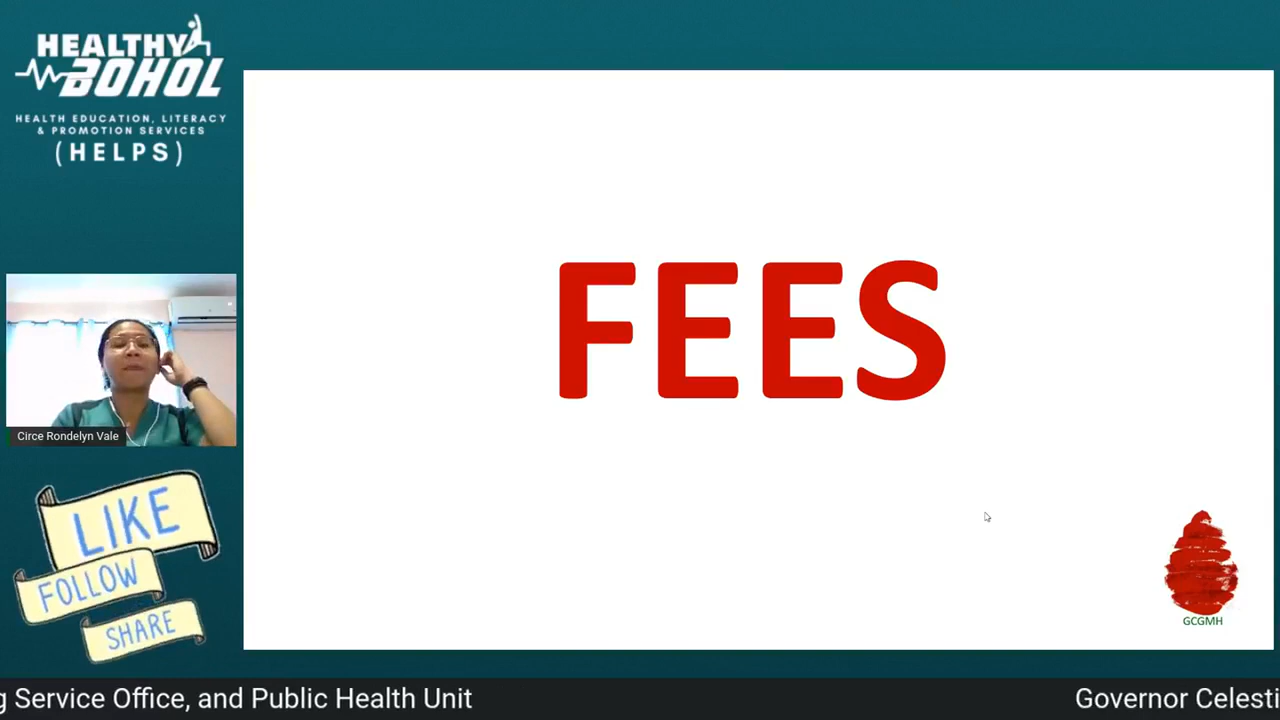 HEALTHY
BOHOL
HEALTH EDUCATION, LITERACY
& PROMOTION SERVICES
(HELPS)
FEES
Circe Rondelyn Vale
LIKE
FOLLOW
SHARE
GCGMH
g Service Office, and Public Health Unit
Governor Celesti